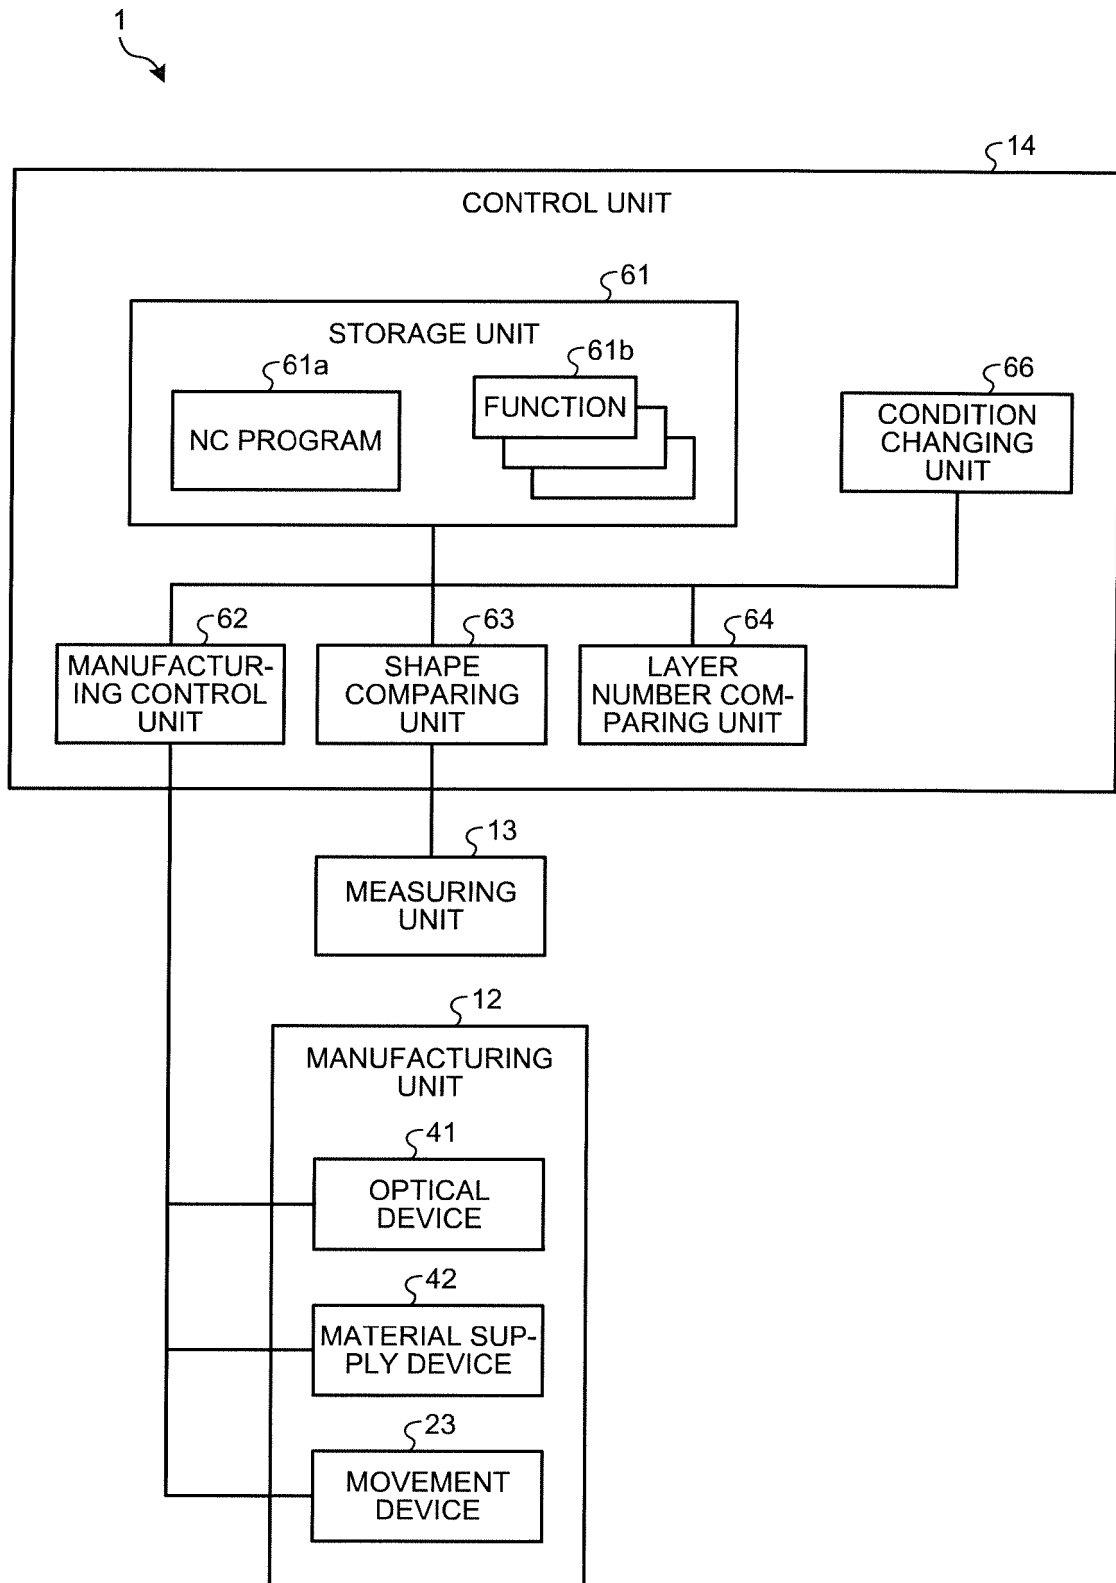 1
14
CONTROL UNIT
61
STORAGE UNIT
61a
61b
66
NC PROGRAM
FUNCTION
CONDITION
CHANGING
UNIT
62
63
64
MANUFACTUR-
ING CONTROL
UNIT
SHAPE
COMPARING
UNIT
LAYER
NUMBER COM-
PARING UNIT
13
MEASURING
UNIT
12
MANUFACTURING
UNIT
41
OPTICAL
DEVICE
42
MATERIAL SUP-
PLY DEVICE
23
MOVEMENT
DEVICE